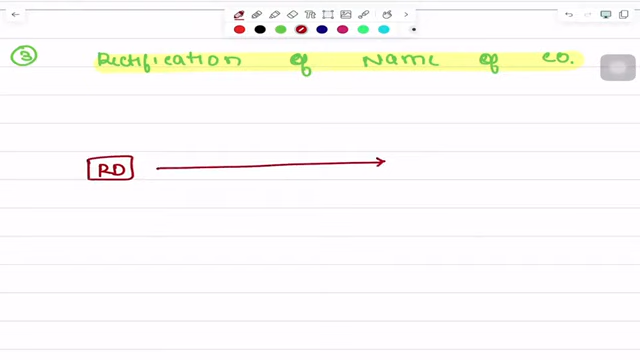 ③ Rectification of Name of co.
RD